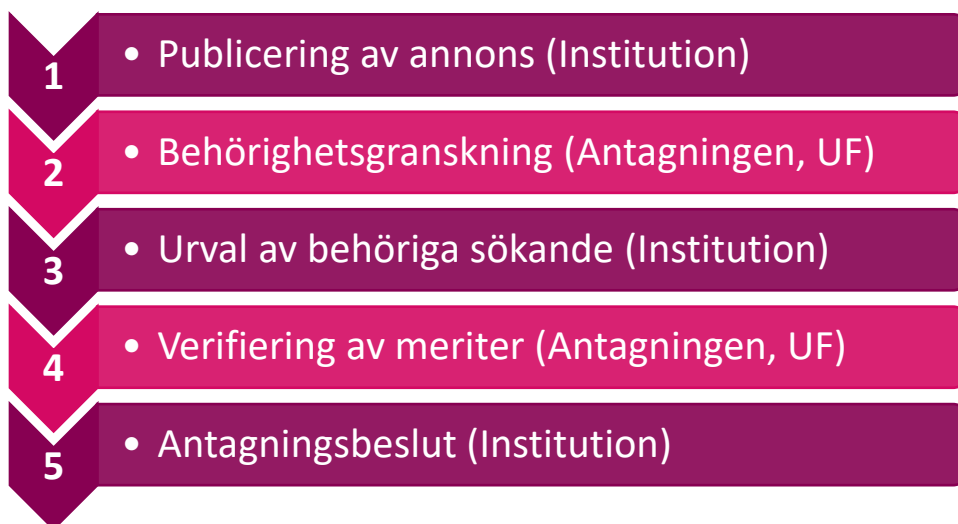 1
• Publicering av annons (Institution)
2
• Behörighetsgranskning (Antagningen, UF)
3
• Urval av behöriga sökande (Institution)
4
• Verifiering av meriter (Antagningen, UF)
5
• Antagningsbeslut (Institution)